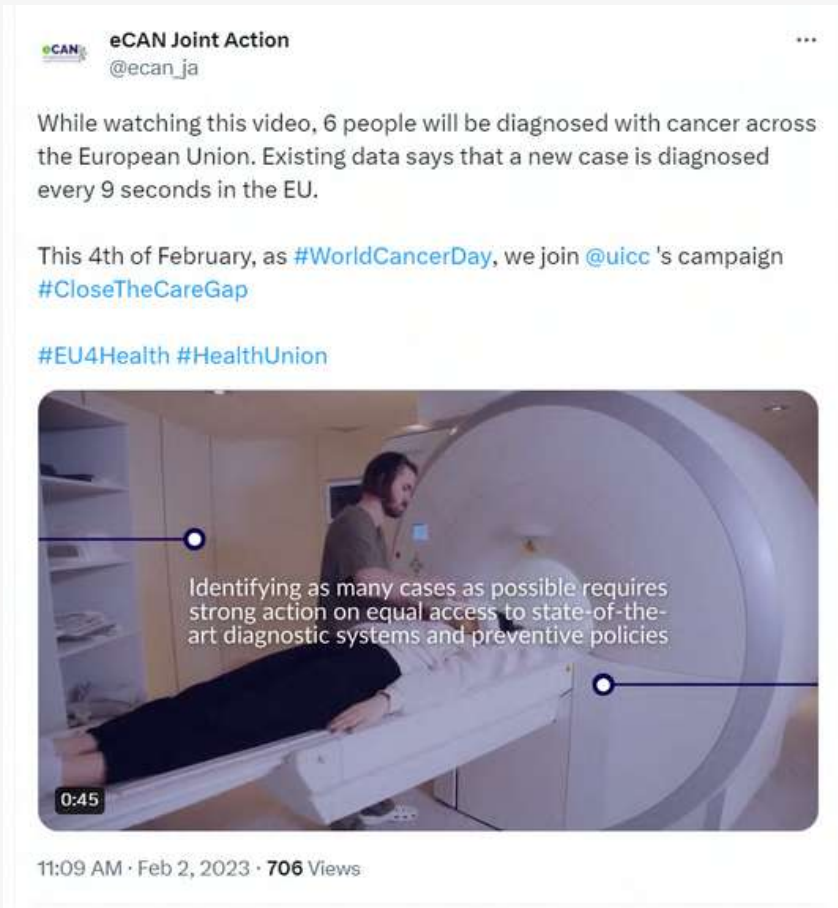 eCAN
eCAN Joint Action
@ecan_ja
While watching this video, 6 people will be diagnosed with cancer across
the European Union. Existing data says that a new case is diagnosed
every 9 seconds in the EU.
This 4th of February, as #WorldCancerDay, we join @uicc 's campaign
#CloseTheCareGap
#EU4Health #HealthUnion
Identifying as many cases as possible requires
strong action on equal access to state-of-the-
art diagnostic systems and preventive policies
0:45
11:09 AM · Feb 2, 2023 · 706 Views